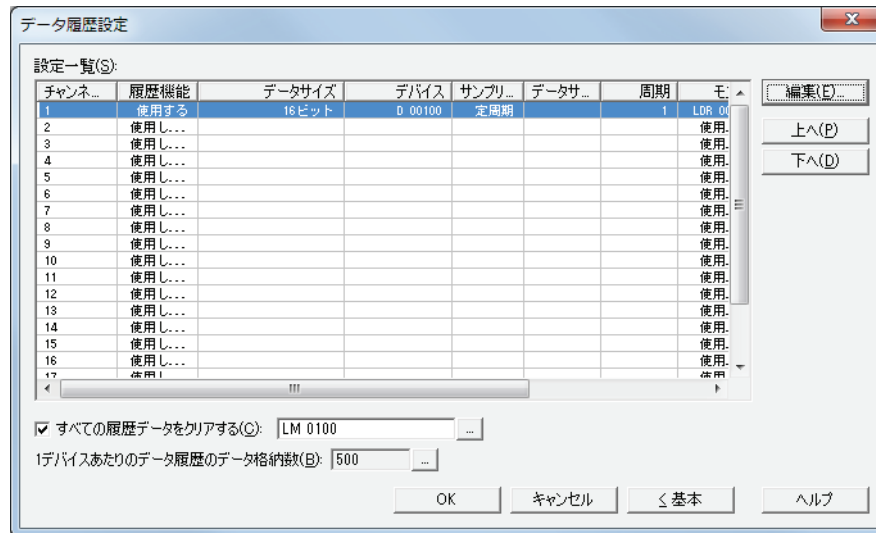 データ履歴設定
設定一覧(S):
チャンネ... 履歴機能 データサイズ デバイス サンプリ... データサ... 周期 モ
1 使用する 16ビット D 00100 定周期 1 LDR 00
2 使用し... 使用
3 使用し... 使用
4 使用し... 使用
5 使用し... 使用
6 使用し... 使用
7 使用し... 使用
8 使用し... 使用
9 使用し... 使用
10 使用し... 使用
11 使用し... 使用
12 使用し... 使用
13 使用し... 使用
14 使用し... 使用
15 使用し... 使用
16 使用し... 使用
17
編集(E)...
上へ(P)
下へ(D)
すべての履歴データをクリアする(C): LM 0100 ...
1デバイスあたりのデータ履歴のデータ格納数(B): 500 ...
OK キャンセル < 基本 ヘルプ